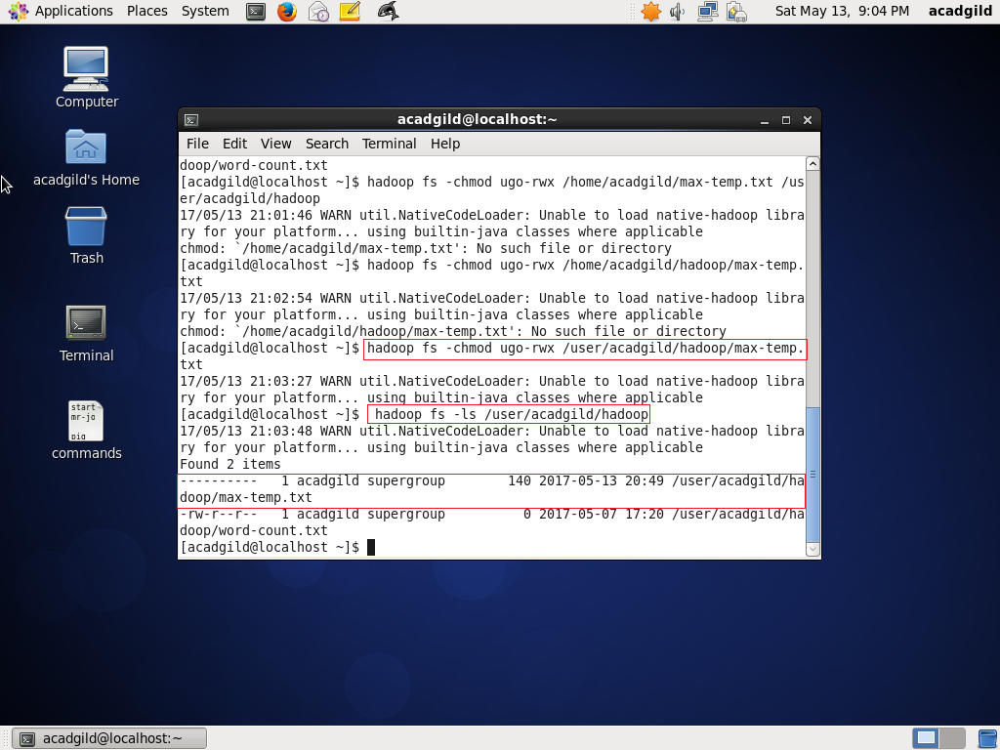 Applications Places System
Sat May 13, 9:04 PM acadgild
Computer
acadgild's Home
Trash
Terminal
start
mr-jo
pig
commands
acadgild@localhost:~
File Edit View Search Terminal Help
doop/word-count.txt
[acadgild@localhost ~]$ hadoop fs -chmod ugo-rwx /home/acadgild/max-temp.txt /us
er/acadgild/hadoop
17/05/13 21:01:46 WARN util.NativeCodeLoader: Unable to load native-hadoop libra
ry for your platform... using builtin-java classes where applicable
chmod: `/home/acadgild/max-temp.txt': No such file or directory
[acadgild@localhost ~]$ hadoop fs -chmod ugo-rwx /home/acadgild/hadoop/max-temp.
txt
17/05/13 21:02:54 WARN util.NativeCodeLoader: Unable to load native-hadoop libra
ry for your platform... using builtin-java classes where applicable
chmod: `/home/acadgild/hadoop/max-temp.txt': No such file or directory
[acadgild@localhost ~]$ hadoop fs -chmod ugo-rwx /user/acadgild/hadoop/max-temp.
txt
17/05/13 21:03:27 WARN util.NativeCodeLoader: Unable to load native-hadoop libra
ry for your platform... using builtin-java classes where applicable
[acadgild@localhost ~]$  hadoop fs -ls /user/acadgild/hadoop
17/05/13 21:03:48 WARN util.NativeCodeLoader: Unable to load native-hadoop libra
ry for your platform... using builtin-java classes where applicable
Found 2 items
----------   1 acadgild supergroup        140 2017-05-13 20:49 /user/acadgild/ha
doop/max-temp.txt
-rw-r--r--   1 acadgild supergroup          0 2017-05-07 17:20 /user/acadgild/ha
doop/word-count.txt
[acadgild@localhost ~]$
acadgild@localhost:~